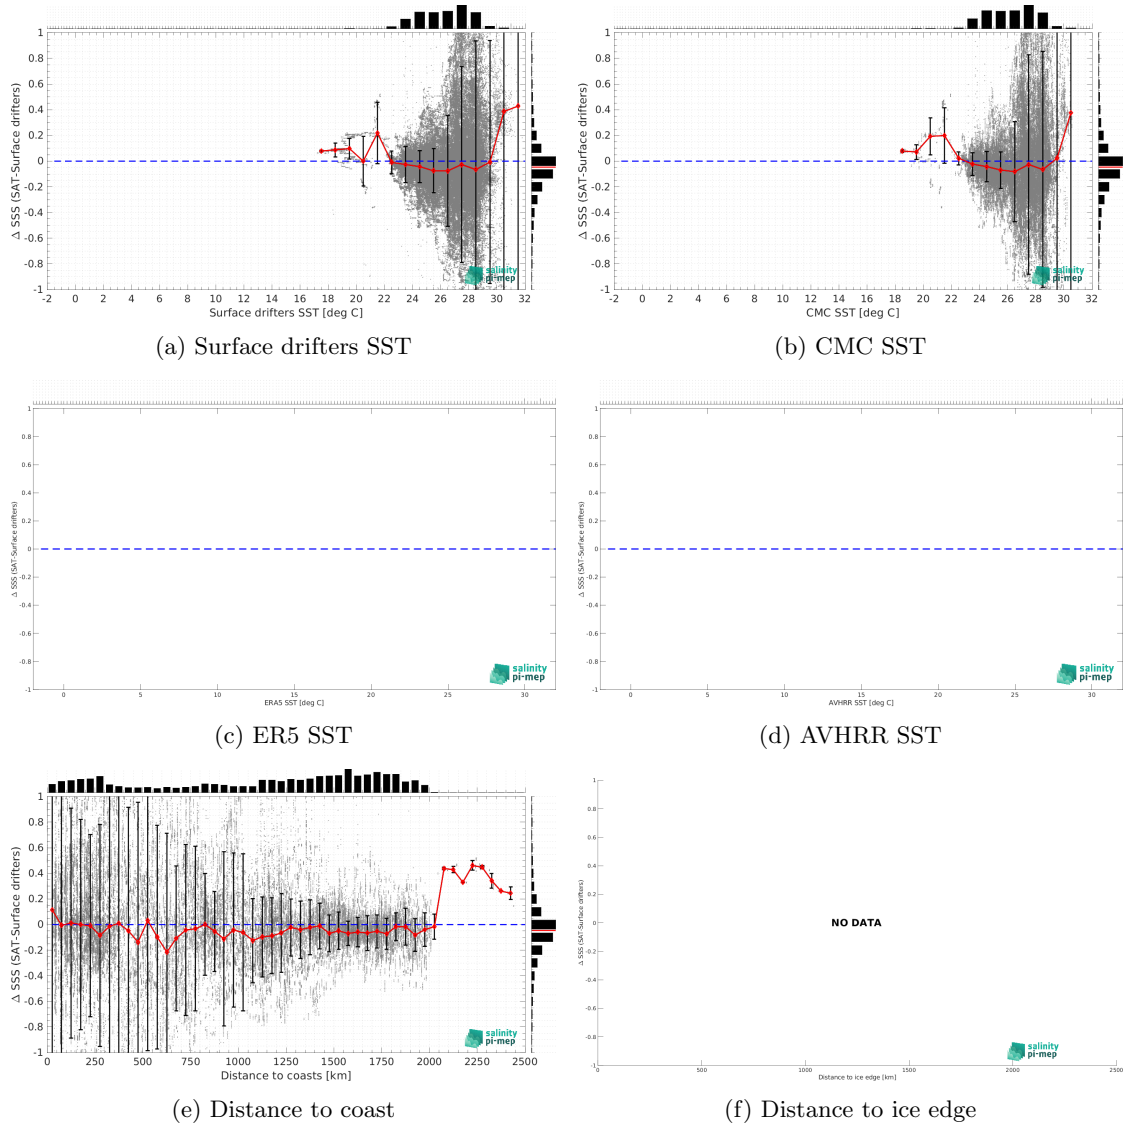 1
0.8
0.6
0.4
0.2
0
-0.2
-0.4
-0.6
-0.8
-1
Δ SSS (SAT-Surface drifters)
-2 0 2 4 6 8 10 12 14 16 18 20 22 24 26 28 30 32
Surface drifters SST [deg C]
salinity
pi-mep
(a) Surface drifters SST
1
0.8
0.6
0.4
0.2
0
-0.2
-0.4
-0.6
-0.8
-1
Δ SSS (SAT-Surface drifters)
-2 0 2 4 6 8 10 12 14 16 18 20 22 24 26 28 30 32
CMC SST [deg C]
salinity
pi-mep
(b) CMC SST
1
0.8
0.6
0.4
0.2
0
-0.2
-0.4
-0.6
-0.8
-1
Δ SSS (SAT-Surface drifters)
0 5 10 15 20 25 30
ERA5 SST [deg C]
salinity
pi-mep
(c) ER5 SST
1
0.8
0.6
0.4
0.2
0
-0.2
-0.4
-0.6
-0.8
-1
Δ SSS (SAT-Surface drifters)
0 5 10 15 20 25 30
AVHRR SST [deg C]
salinity
pi-mep
(d) AVHRR SST
1
0.8
0.6
0.4
0.2
0
-0.2
-0.4
-0.6
-0.8
-1
Δ SSS (SAT-Surface drifters)
0 250 500 750 1000 1250 1500 1750 2000 2250 2500
Distance to coasts [km]
salinity
pi-mep
(e) Distance to coast
1
0.8
0.6
0.4
0.2
0
-0.2
-0.4
-0.6
-0.8
-1
Δ SSS (SAT-Surface drifters)
NO DATA
0 500 1000 1500 2000 2500
Distance to ice edge [km]
salinity
pi-mep
(f) Distance to ice edge